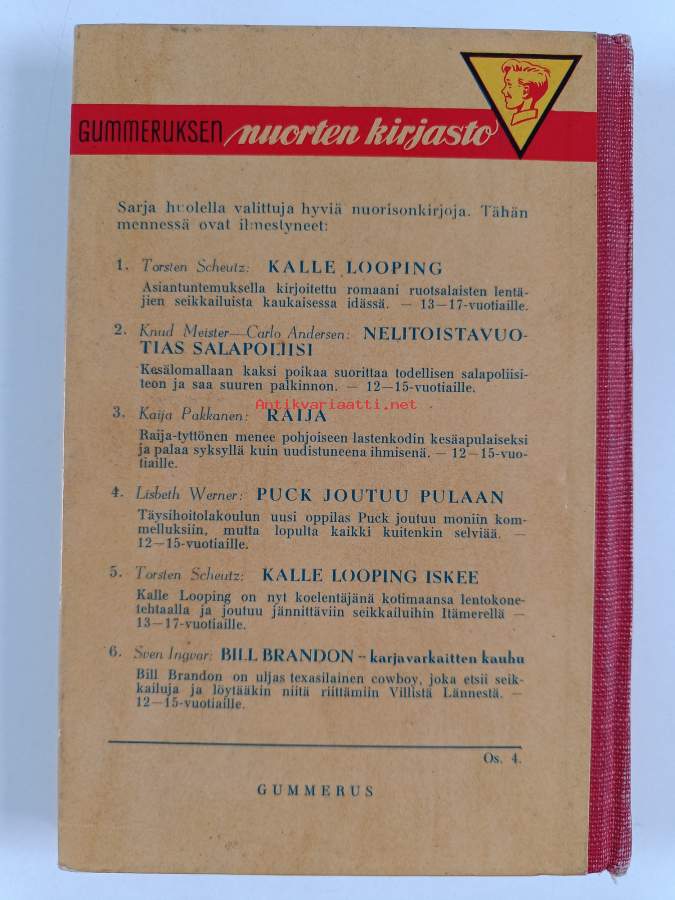 GUMMERUKSEN nuorten kirjasto
Sarja huolella valittuja hyviä nuorisonkirjoja. Tähän
mennessä ovat ilmestyneet:
1. Torsten Scheutz: KALLE LOOPING
Asiantuntemuksella kirjoitettu romaani ruotsalaisten lentä-
jien seikkailuista kaukaisessa idässä. — 13—17-vuotiaille.
2. Knud Meister—Carlo Andersen: NELITOISTAVUO-
TIAS SALAPOLIISI
Kesälomallaan kaksi poikaa suorittaa todellisen salapoliisi-
teon ja saa suuren palkinnon. — 12—15-vuotiaille.
Antikvariaatti.net
3. Kaija Pakkanen: RAIJA
Raija-tyttönen menee pohjoiseen lastenkodin kesäapulaiseksi
ja palaa syksyllä kuin uudistuneena ihmisenä. — 12—15-vuo-
tiaille.
4. Lisbeth Werner: PUCK JOUTUU PULAAN
Täysihoitolakoulun uusi oppilas Puck joutuu moniin kom-
melluksiin, mutta lopulta kaikki kuitenkin selviää. —
12—15-vuotiaille.
5. Torsten Scheutz: KALLE LOOPING ISKEE
Kalle Looping on nyt koelentäjänä kotimaansa lentokone-
tehtaalla ja joutuu jännittäviin seikkailuihin Itämerellä —
13—17-vuotiaille.
6. Sven Ingvar: BILL BRANDON — karjavarkaitten kauhu
Bill Brandon on uljas texasilainen cowboy, joka etsii seik-
kailuja ja löytääkin niitä riittämiin Villistä Lännestä. —
12—15-vuotiaille.
Os. 4.
GUMMERUS